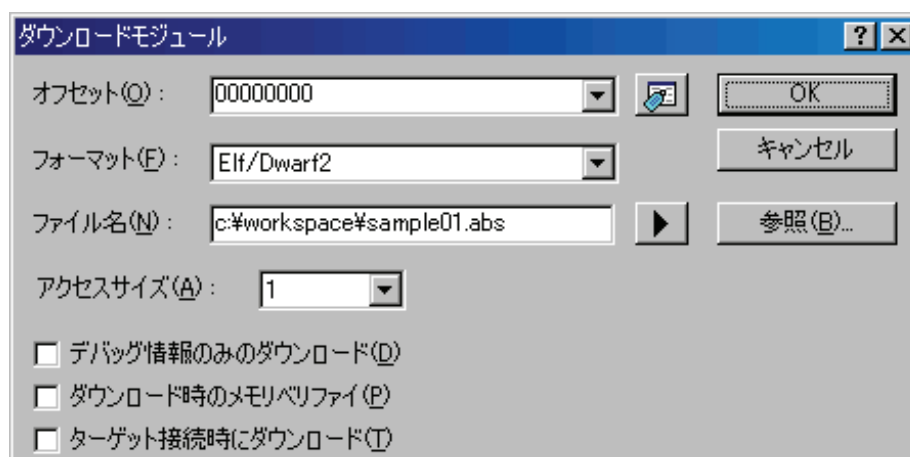 ダウンロードモジュール
オフセット(O) : 00000000 OK
フォーマット(F) : Elf/Dwarf2 キャンセル
ファイル名(N) : c:¥workspace¥sample01.abs 参照(B)...
アクセスサイズ(A) : 1
デバッグ情報のみのダウンロード(D)
ダウンロード時のメモリベリファイ(P)
ターゲット接続時にダウンロード(T)